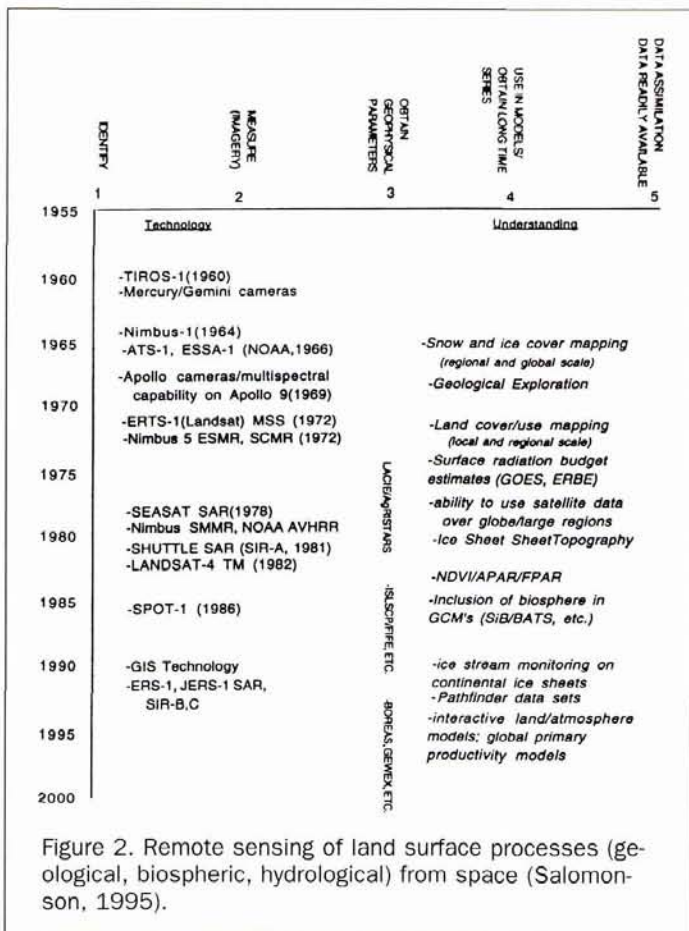 IDENTIFY
MEASURE
(IMAGERY)
OBTAIN
GEOPHYSICAL
PARAMETERS
USE IN MODELS/
OBTAIN LONG TIME
SERIES
DATA ASSIMILATION
DATA READILY AVAILABLE
1 2 3 4 5
1955
Technology Understanding
1960
-TIROS-1(1960)
-Mercury/Gemini cameras
1965
-Nimbus-1(1964)
-ATS-1, ESSA-1 (NOAA,1966)
-Snow and ice cover mapping
(regional and global scale)
-Apollo cameras/multispectral
capability on Apollo 9(1969)
-Geological Exploration
1970
-ERTS-1(Landsat) MSS (1972)
-Nimbus 5 ESMR, SCMR (1972)
-Land cover/use mapping
(local and regional scale)
1975
-Surface radiation budget
estimates (GOES, ERBE)
LACIE/AgRISTARS
-SEASAT SAR(1978)
-Nimbus SMMR, NOAA AVHRR
-ability to use satellite data
over globe/large regions
1980
-Ice Sheet SheetTopography
-SHUTTLE SAR (SIR-A, 1981)
-LANDSAT-4 TM (1982)
-NDVI/APAR/FPAR
1985
-SPOT-1 (1986)
-Inclusion of biosphere in
GCM's (SiB/BATS, etc.)
-ISLSCP/FIFE, ETC.
1990
-GIS Technology
-ERS-1, JERS-1 SAR,
SIR-B,C
-ice stream monitoring on
continental ice sheets
-Pathfinder data sets
1995
-interactive land/atmosphere
models; global primary
productivity models
-BOREAS, GEWEX, ETC.
2000
Figure 2. Remote sensing of land surface processes (ge-
ological, biospheric, hydrological) from space (Salomon-
son, 1995).